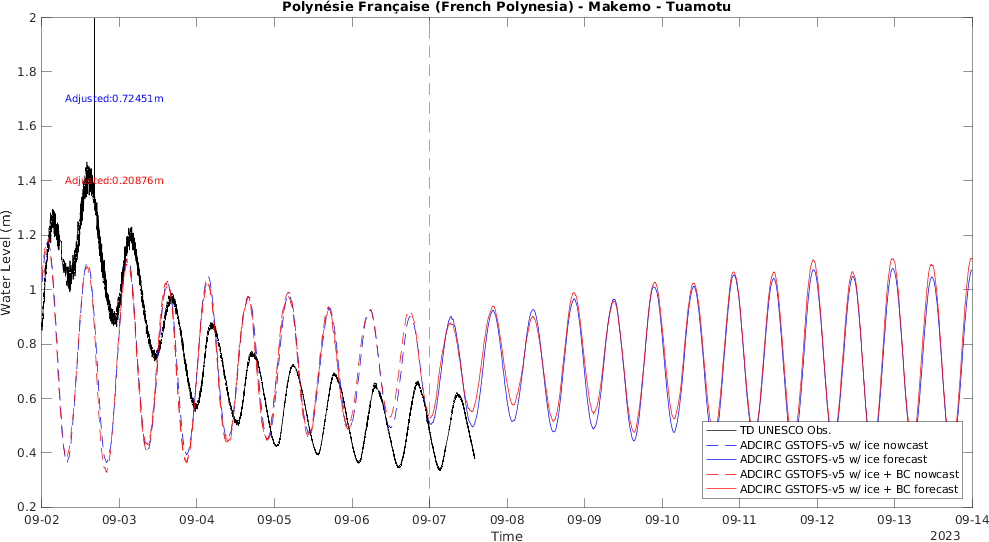 Polynésie Française (French Polynesia) - Makemo - Tuamotu
2
1.8
1.6
1.4
1.2
1
0.8
0.6
0.4
0.2
Water Level (m)
Adjusted:0.72451m
Adjusted:0.20876m
TD UNESCO Obs.
ADCIRC GSTOFS-v5 w/ ice nowcast
ADCIRC GSTOFS-v5 w/ ice forecast
ADCIRC GSTOFS-v5 w/ ice + BC nowcast
ADCIRC GSTOFS-v5 w/ ice + BC forecast
09-02 09-03 09-04 09-05 09-06 09-07 09-08 09-09 09-10 09-11 09-12 09-13 09-14
Time
2023